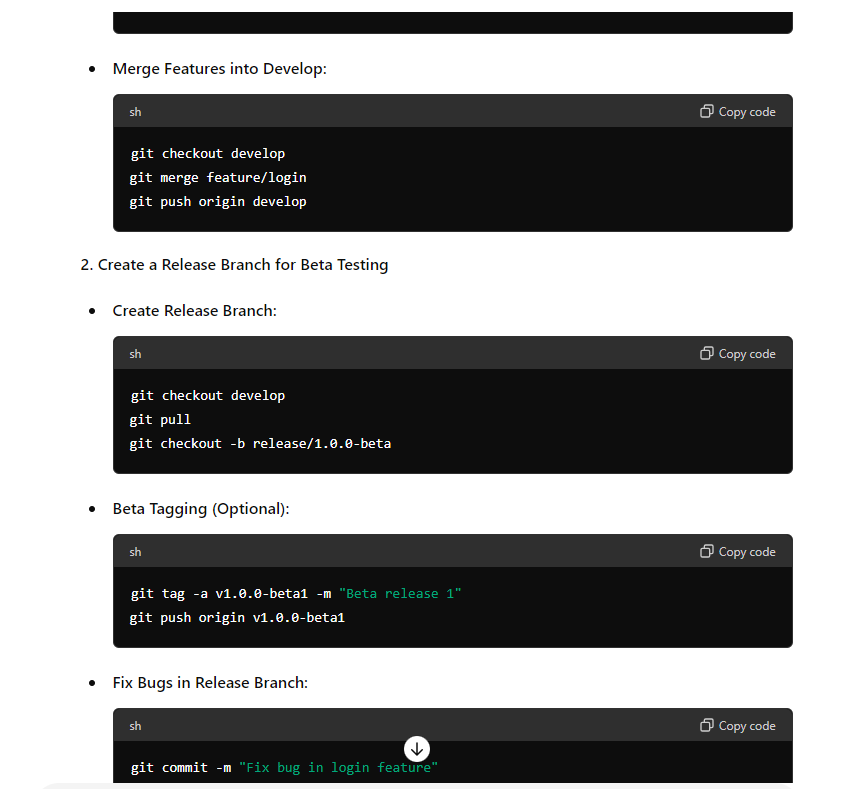 • Merge Features into Develop:
sh Copy code
git checkout develop
git merge feature/login
git push origin develop
2. Create a Release Branch for Beta Testing
• Create Release Branch:
sh Copy code
git checkout develop
git pull
git checkout -b release/1.0.0-beta
• Beta Tagging (Optional):
sh Copy code
git tag -a v1.0.0-beta1 -m "Beta release 1"
git push origin v1.0.0-beta1
• Fix Bugs in Release Branch:
sh Copy code
git commit -m "Fix bug in login feature"